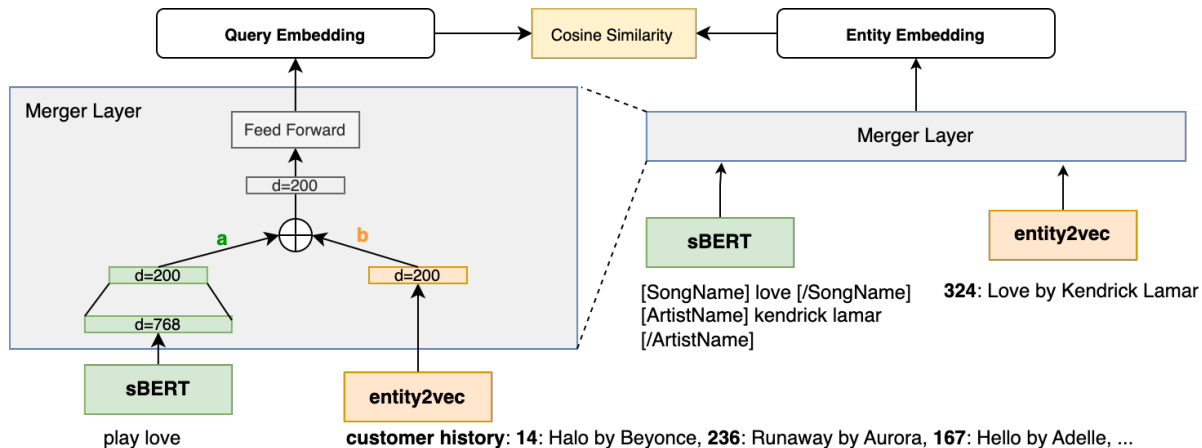 Query Embedding
Cosine Similarity
Entity Embedding
Merger Layer
Feed Forward
d=200
a
b
d=200
d=200
d=768
sBERT
entity2vec
play love
customer history: 14: Halo by Beyonce, 236: Runaway by Aurora, 167: Hello by Adelle, ...
Merger Layer
sBERT
entity2vec
[SongName] love [/SongName]
[ArtistName] kendrick lamar
[/ArtistName]
324: Love by Kendrick Lamar